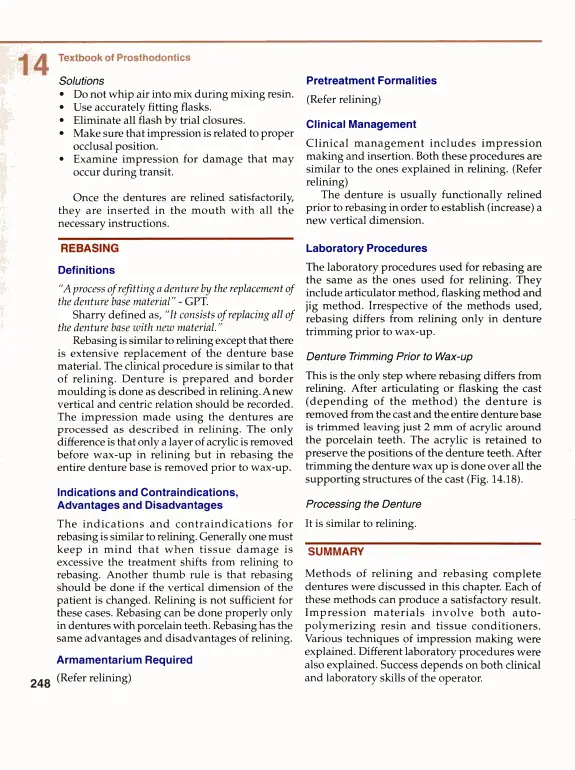 14
Textbook of Prosthodontics
Solutions
• Do not whip air into mix during mixing resin.
• Use accurately fitting flasks.
• Eliminate all flash by trial closures.
• Make sure that impression is related to proper
occlusal position.
• Examine impression for damage that may
occur during transit.
Once the dentures are relined satisfactorily,
they are inserted in the mouth with all the
necessary instructions.
REBASING
Definitions
"A process of refitting a denture by the replacement of
the denture base material" - GPT.
Sharry defined as, "It consists of replacing all of
the denture base with new material."
Rebasing is similar to relining except that there
is extensive replacement of the denture base
material. The clinical procedure is similar to that
of relining. Denture is prepared and border
moulding is done as described in relining. A new
vertical and centric relation should be recorded.
The impression made using the dentures are
processed as described in relining. The only
difference is that only a layer of acrylic is removed
before wax-up in relining but in rebasing the
entire denture base is removed prior to wax-up.
Indications and Contraindications,
Advantages and Disadvantages
The indications and contraindications for
rebasing is similar to relining. Generally one must
keep in mind that when tissue damage is
excessive the treatment shifts from relining to
rebasing. Another thumb rule is that rebasing
should be done if the vertical dimension of the
patient is changed. Relining is not sufficient for
these cases. Rebasing can be done properly only
in dentures with porcelain teeth. Rebasing has the
same advantages and disadvantages of relining.
Armamentarium Required
(Refer relining)
248
Pretreatment Formalities
(Refer relining)
Clinical Management
Clinical management includes impression
making and insertion. Both these procedures are
similar to the ones explained in relining. (Refer
relining)
The denture is usually functionally relined
prior to rebasing in order to establish (increase) a
new vertical dimension.
Laboratory Procedures
The laboratory procedures used for rebasing are
the same as the ones used for relining. They
include articulator method, flasking method and
jig method. Irrespective of the methods used,
rebasing differs from relining only in denture
trimming prior to wax-up.
Denture Trimming Prior to Wax-up
This is the only step where rebasing differs from
relining. After articulating or flasking the cast
(depending of the method) the denture is
removed from the cast and the entire denture base
is trimmed leaving just 2 mm of acrylic around
the porcelain teeth. The acrylic is retained to
preserve the positions of the denture teeth. After
trimming the denture wax up is done over all the
supporting structures of the cast (Fig. 14.18).
Processing the Denture
It is similar to relining.
SUMMARY
Methods of relining and rebasing complete
dentures were discussed in this chapter. Each of
these methods can produce a satisfactory result.
Impression materials involve both auto-
polymerizing resin and tissue conditioners.
Various techniques of impression making were
explained. Different laboratory procedures were
also explained. Success depends on both clinical
and laboratory skills of the operator.